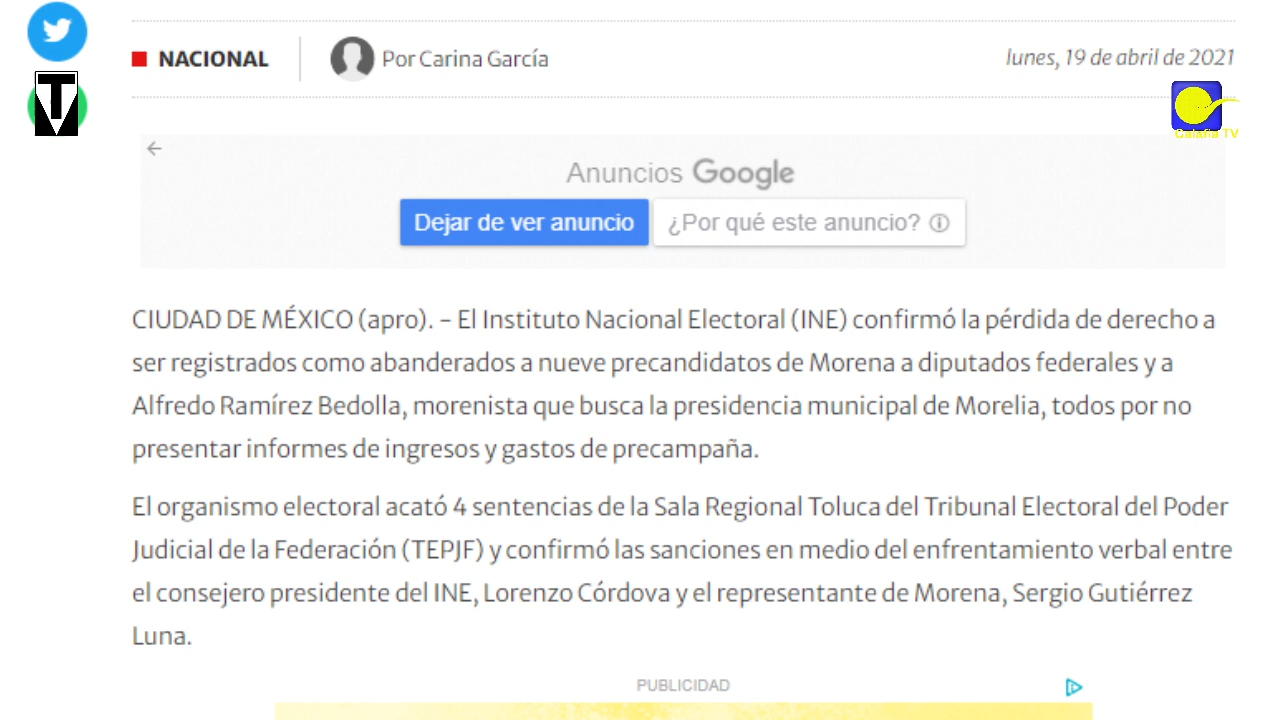 NACIONAL
Por Carina García
lunes, 19 de abril de 2021
T
Calafia TV
Anuncios Google
Dejar de ver anuncio
¿Por qué este anuncio?
CIUDAD DE MÉXICO (apro). - El Instituto Nacional Electoral (INE) confirmó la pérdida de derecho a
ser registrados como abanderados a nueve precandidatos de Morena a diputados federales y a
Alfredo Ramírez Bedolla, morenista que busca la presidencia municipal de Morelia, todos por no
presentar informes de ingresos y gastos de precampaña.
El organismo electoral acató 4 sentencias de la Sala Regional Toluca del Tribunal Electoral del Poder
Judicial de la Federación (TEPJF) y confirmó las sanciones en medio del enfrentamiento verbal entre
el consejero presidente del INE, Lorenzo Córdova y el representante de Morena, Sergio Gutiérrez
Luna.
PUBLICIDAD